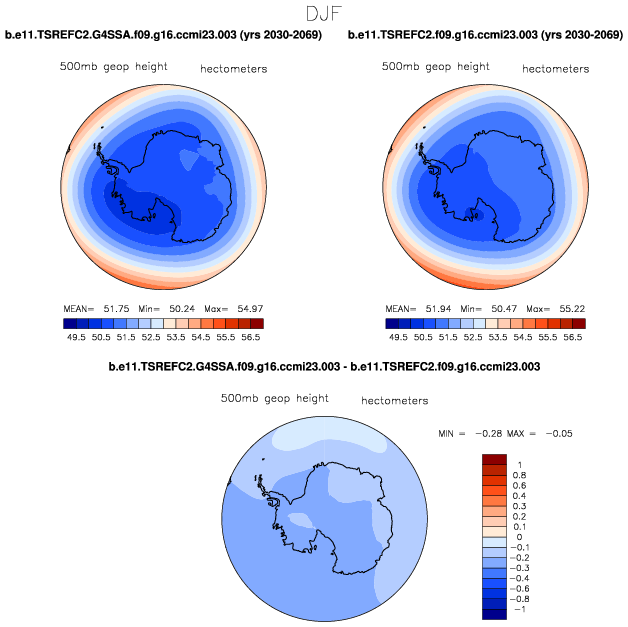 DJF
b.e11.TSREFC2.G4SSA.f09.g16.ccmi23.003 (yrs 2030-2069) b.e11.TSREFC2.f09.g16.ccmi23.003 (yrs 2030-2069)
500mb geop height hectometers 500mb geop height hectometers
MEAN= 51.75 Min= 50.24 Max= 54.97 MEAN= 51.94 Min= 50.47 Max= 55.22
49.5 50.5 51.5 52.5 53.5 54.5 55.5 56.5 49.5 50.5 51.5 52.5 53.5 54.5 55.5 56.5
b.e11.TSREFC2.G4SSA.f09.g16.ccmi23.003 - b.e11.TSREFC2.f09.g16.ccmi23.003
500mb geop height hectometers
MIN = -0.28 MAX = -0.05
1
0.8
0.6
0.4
0.3
0.2
0.1
0
-0.1
-0.2
-0.3
-0.4
-0.6
-0.8
-1